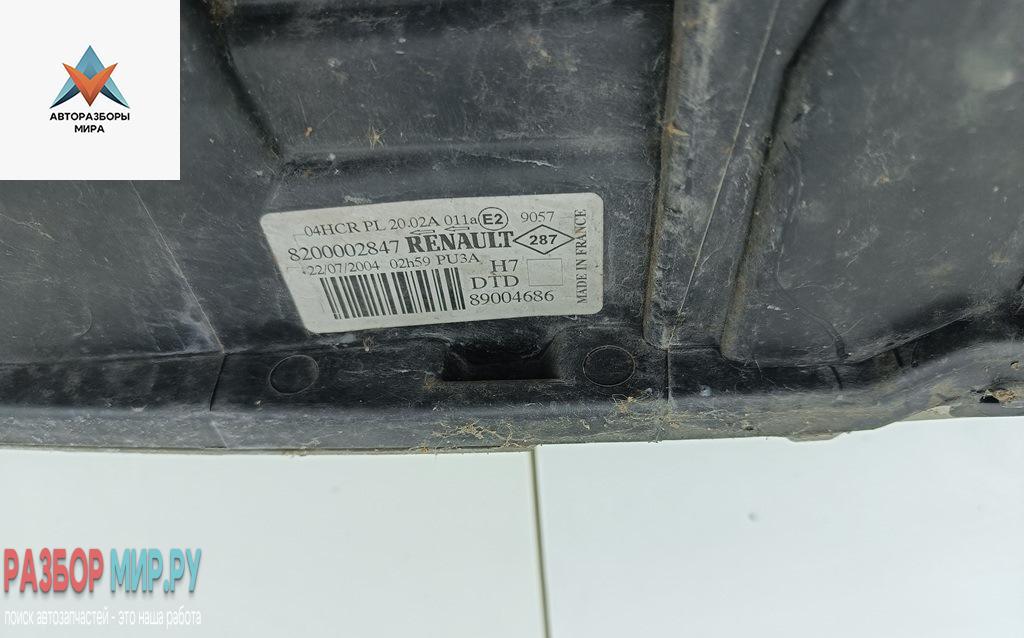 АВТОРАЗБОРЫ
МИРА
04HCR PL 20.02A 011a E2 9057
8200002847 RENAULT 287
22/07/2004 02h59 PU3A H7
DTD
89004686
MADE IN FRANCE
РАЗБОР МИР.РУ
поиск автозапчастей - это наша работа